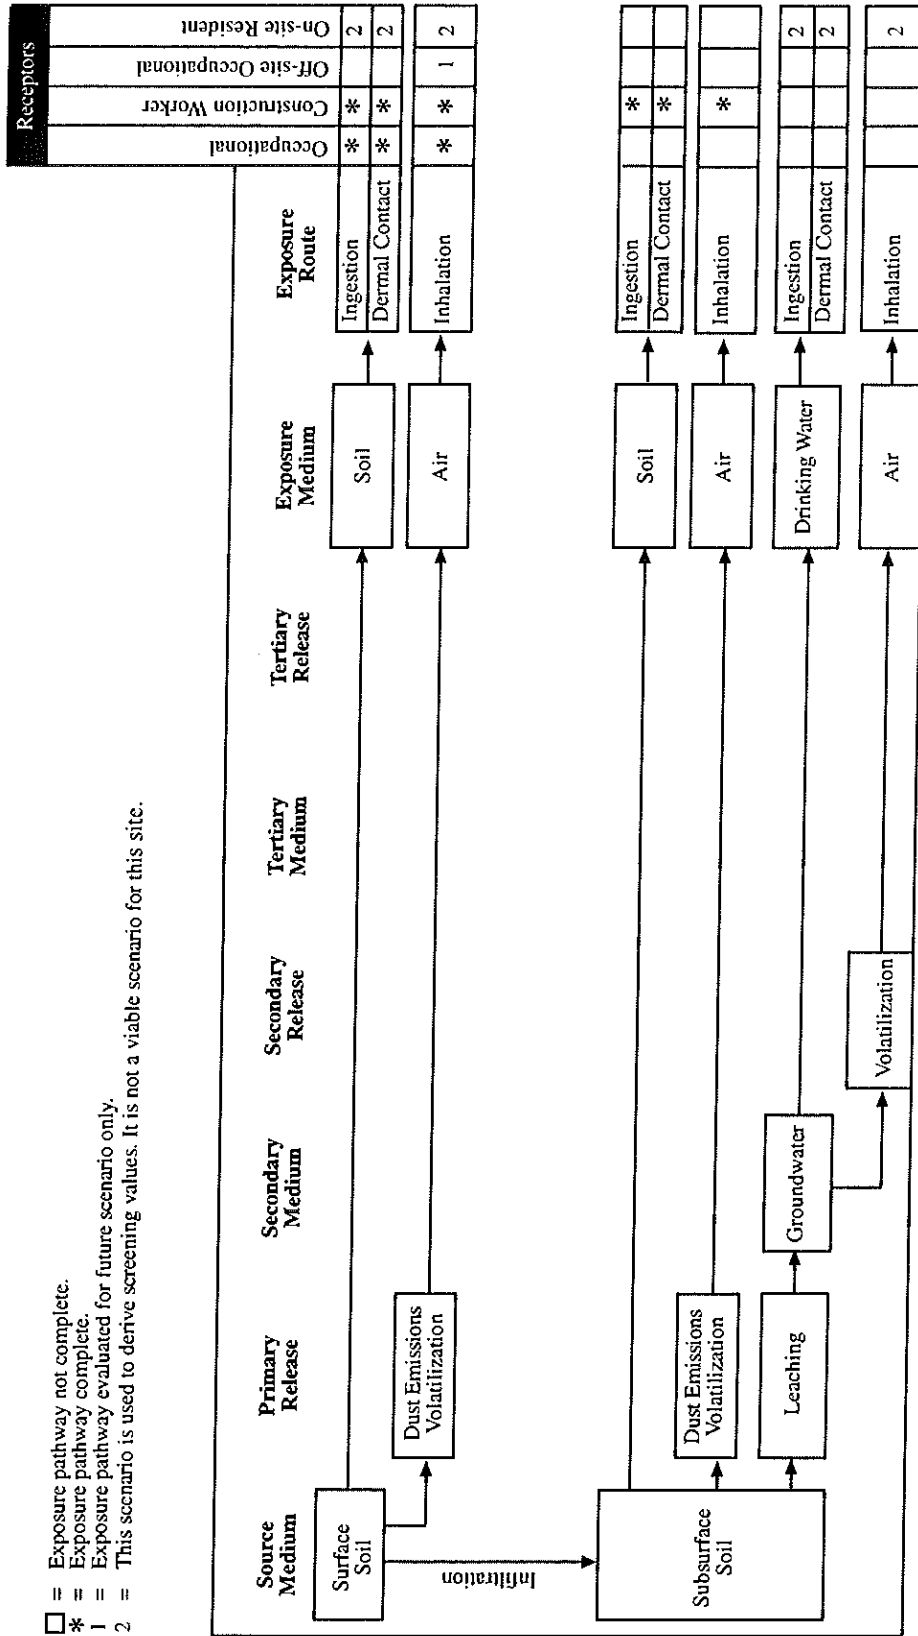 □ = Exposure pathway not complete.
* = Exposure pathway complete.
1 = Exposure pathway evaluated for future scenario only.
2 = This scenario is used to derive screening values. It is not a viable scenario for this site.
Receptors
Occupational
Construction Worker
Off-site Occupational
On-site Resident
Source
Medium
Primary
Release
Secondary
Medium
Secondary
Release
Tertiary
Medium
Tertiary
Release
Exposure
Medium
Exposure
Route
Surface
Soil
Soil
Ingestion * * 2
Dermal Contact * * 2
Dust Emissions
Volatilization
Air
Inhalation * * 1 2
Infiltration
Subsurface
Soil
Soil
Ingestion *
Dermal Contact *
Dust Emissions
Volatilization
Air
Inhalation *
Leaching
Groundwater
Drinking Water
Ingestion 2
Dermal Contact 2
Volatilization
Air
Inhalation 2